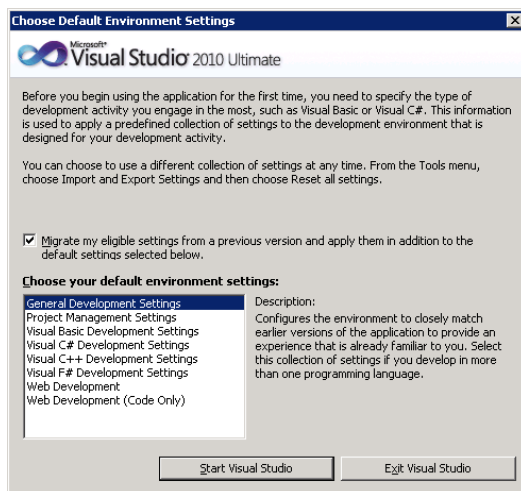 Choose Default Environment Settings
Microsoft®
Visual Studio® 2010 Ultimate
Before you begin using the application for the first time, you need to specify the type of
development activity you engage in the most, such as Visual Basic or Visual C#. This information
is used to apply a predefined collection of settings to the development environment that is
designed for your development activity.
You can choose to use a different collection of settings at any time. From the Tools menu,
choose Import and Export Settings and then choose Reset all settings.
Migrate my eligible settings from a previous version and apply them in addition to the
default settings selected below.
Choose your default environment settings:
General Development Settings
Project Management Settings
Visual Basic Development Settings
Visual C# Development Settings
Visual C++ Development Settings
Visual F# Development Settings
Web Development
Web Development (Code Only)
Description:
Configures the environment to closely match
earlier versions of the application to provide an
experience that is already familiar to you. Select
this collection of settings if you develop in more
than one programming language.
Start Visual Studio
Exit Visual Studio